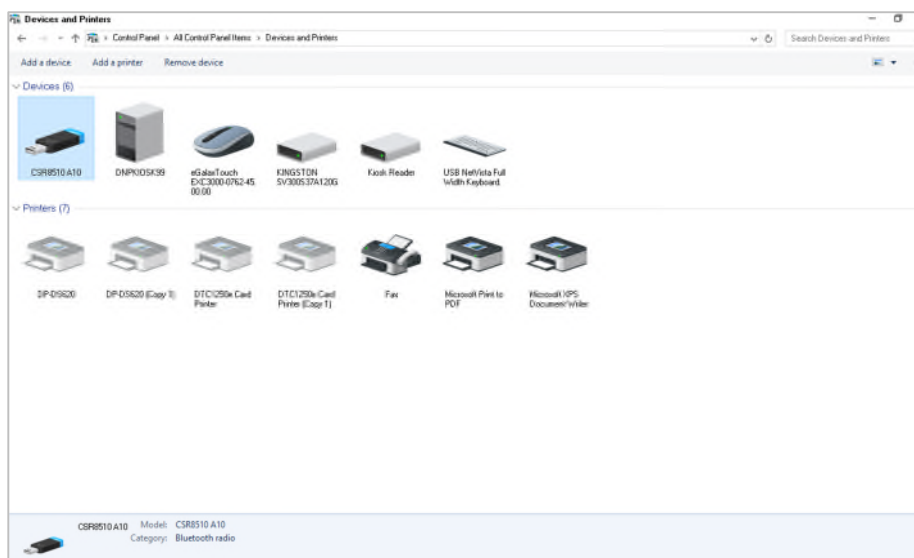 Devices and Printers
Control Panel > All Control Panel Items > Devices and Printers
Search Devices and Printers
Add a device Add a printer Remove device
Devices (6)
CSR8510 A10
DNPKIOSK99
eGalaxTouch
EXC3000-0762-45.
00.00
KINGSTON
SV300S37A120G
Kiosk Reader
USB NetVista Full
Width Keyboard.
Printers (7)
DP-DS620
DP-DS620 (Copy 1)
DTC1250e Card
Printer
DTC1250e Card
Printer (Copy 1)
Fax
Microsoft Print to
PDF
Microsoft XPS
Document Writer
CSR8510 A10 Model: CSR8510 A10
Category: Bluetooth radio